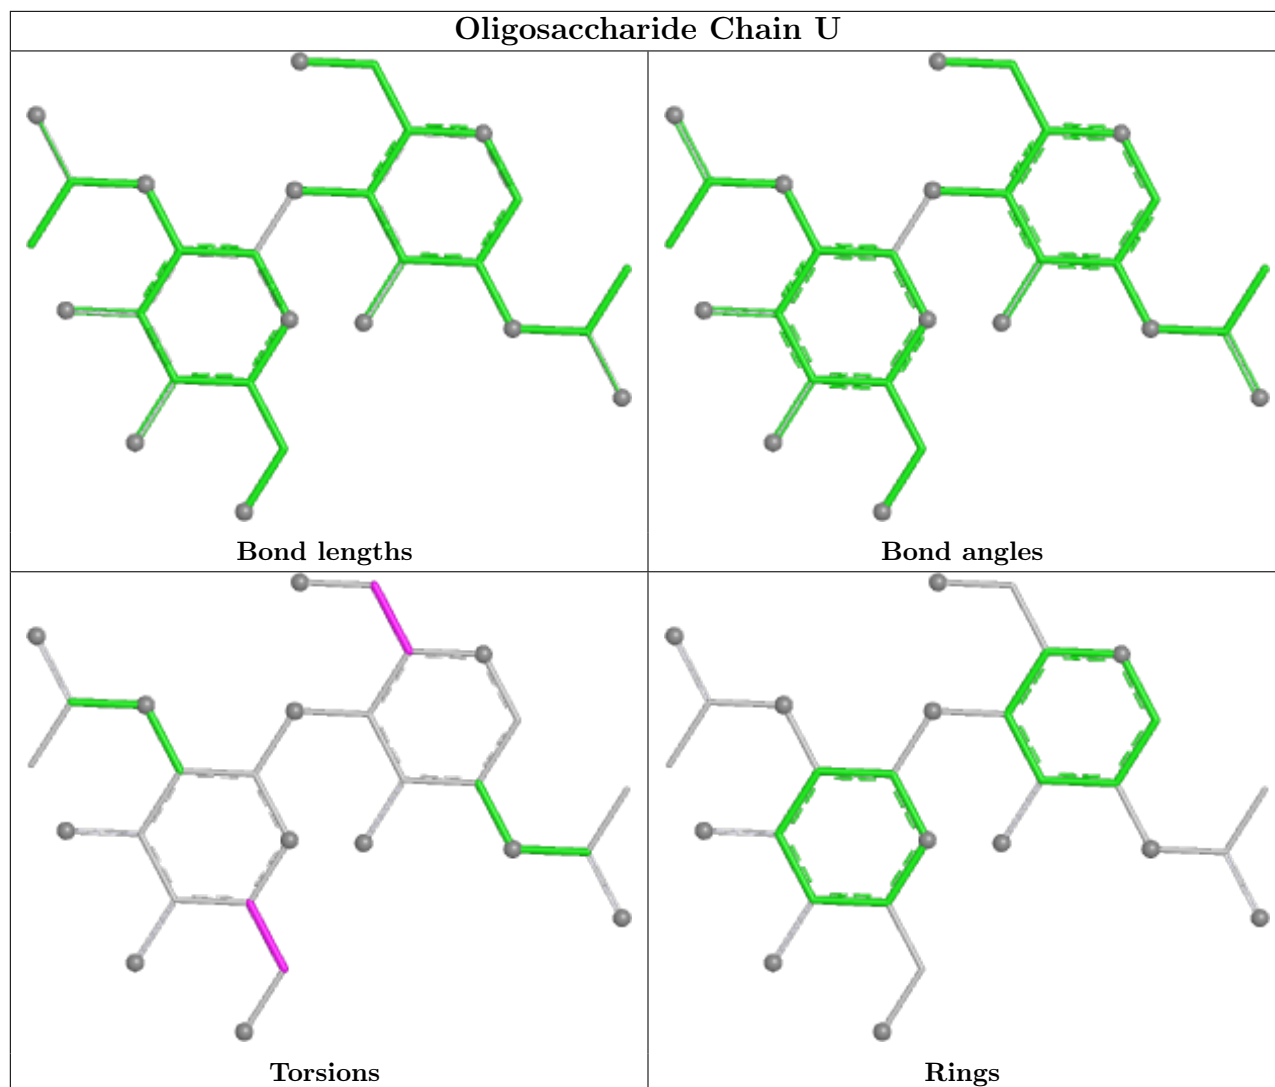 Oligosaccharide Chain U
Bond lengths
Bond angles
Torsions
Rings